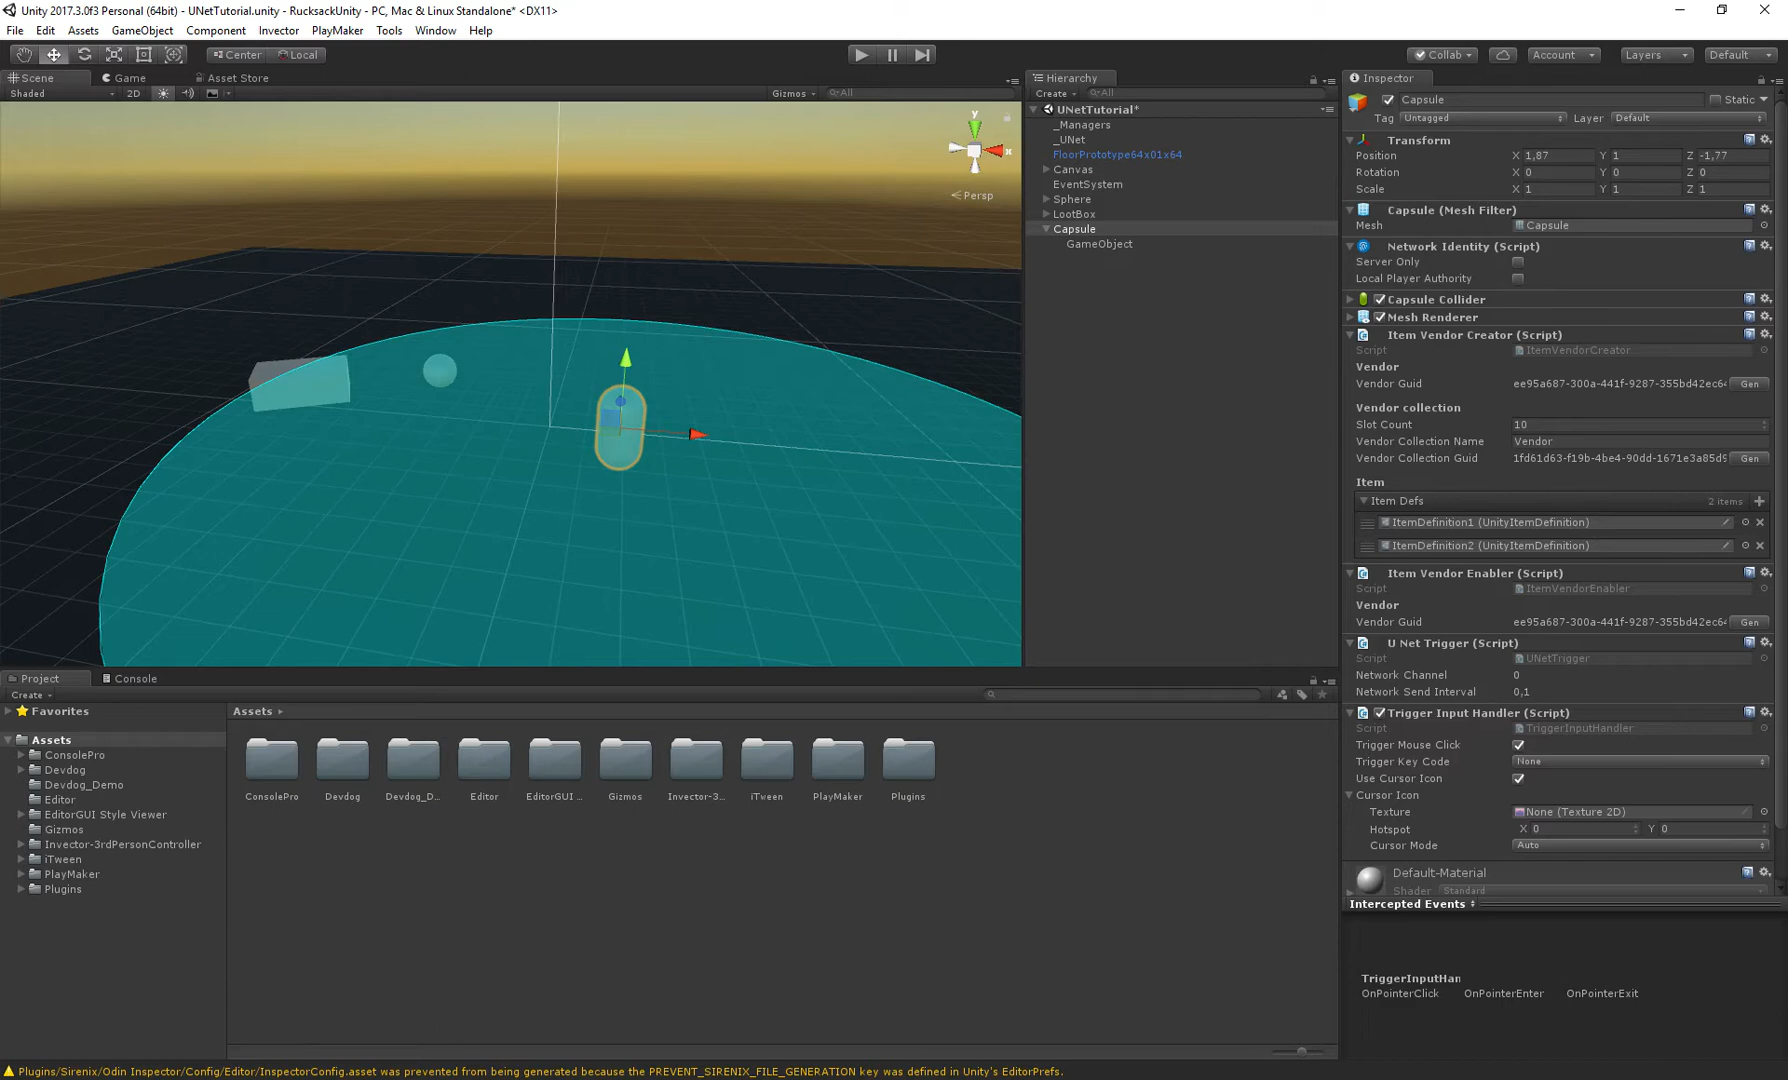 Unity 2017.3.0f3 Personal (64bit) - UNetTutorial.unity - RucksackUnity - PC, Mac & Linux Standalone* <DX11>
File Edit Assets GameObject Component Invector PlayMaker Tools Window Help
Center Local Collab Account Layers Default
Scene Game Asset Store
Shaded 2D Gizmos All
y
x
Persp
Hierarchy
Create All
UNetTutorial*
_Managers
_UNet
FloorPrototype64x01x64
Canvas
EventSystem
Sphere
LootBox
Capsule
GameObject
Inspector
Capsule Static
Tag Untagged Layer Default
Transform
Position X 1,87 Y 1 Z -1,77
Rotation X 0 Y 0 Z 0
Scale X 1 Y 1 Z 1
Capsule (Mesh Filter)
Mesh Capsule
Network Identity (Script)
Server Only
Local Player Authority
Capsule Collider
Mesh Renderer
Item Vendor Creator (Script)
Script ItemVendorCreator
Vendor
Vendor Guid ee95a687-300a-441f-9287-355bd42ec64 Gen
Vendor collection
Slot Count 10
Vendor Collection Name Vendor
Vendor Collection Guid 1fd61d63-f19b-4be4-90dd-1671e3a85d9 Gen
Item
Item Defs 2 items
ItemDefinition1 (UnityItemDefinition)
ItemDefinition2 (UnityItemDefinition)
Item Vendor Enabler (Script)
Script ItemVendorEnabler
Vendor
Vendor Guid ee95a687-300a-441f-9287-355bd42ec64 Gen
U Net Trigger (Script)
Script UNetTrigger
Network Channel 0
Network Send Interval 0,1
Trigger Input Handler (Script)
Script TriggerInputHandler
Trigger Mouse Click
Trigger Key Code None
Use Cursor Icon
Cursor Icon
Texture None (Texture 2D)
Hotspot X 0 Y 0
Cursor Mode Auto
Default-Material
Shader Standard
Intercepted Events
TriggerInputHan
OnPointerClick OnPointerEnter OnPointerExit
Project Console
Create
Favorites
Assets
ConsolePro
Devdog
Devdog_Demo
Editor
EditorGUI Style Viewer
Gizmos
Invector-3rdPersonController
iTween
PlayMaker
Plugins
Assets
ConsolePro Devdog Devdog_D... Editor EditorGUI ... Gizmos Invector-3... iTween PlayMaker Plugins
Plugins/Sirenix/Odin Inspector/Config/Editor/InspectorConfig.asset was prevented from being generated because the PREVENT_SIRENIX_FILE_GENERATION key was defined in Unity's EditorPrefs.